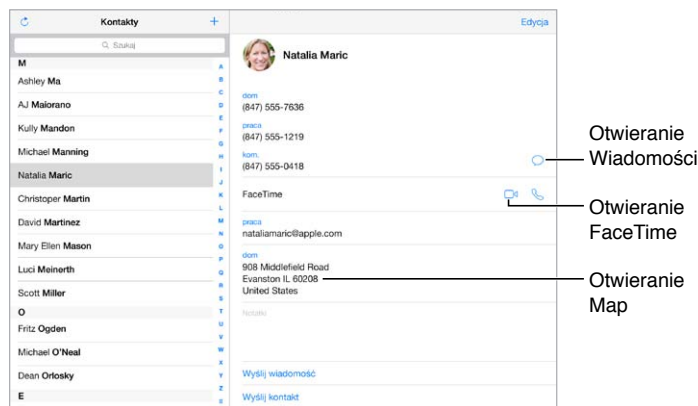 Kontakty
+
Edycja
Szukaj
M
Ashley Ma
AJ Maiorano
Kully Mandon
Michael Manning
Natalia Maric
Christoper Martin
David Martinez
Mary Ellen Mason
Luci Meinerth
Scott Miller
O
Fritz Ogden
Michael O'Neal
Dean Orlosky
E
A
B
C
D
E
F
G
H
I
J
K
L
M
N
O
P
Q
R
S
T
U
V
W
X
Y
Z
#
Natalia Maric
dom
(847) 555-7636
praca
(847) 555-1219
kom.
(847) 555-0418
FaceTime
praca
nataliamaric@apple.com
dom
908 Middlefield Road
Evanston IL 60208
United States
Notatki
Wyślij wiadomość
Wyślij kontakt
Otwieranie
Wiadomości
Otwieranie
FaceTime
Otwieranie
Map